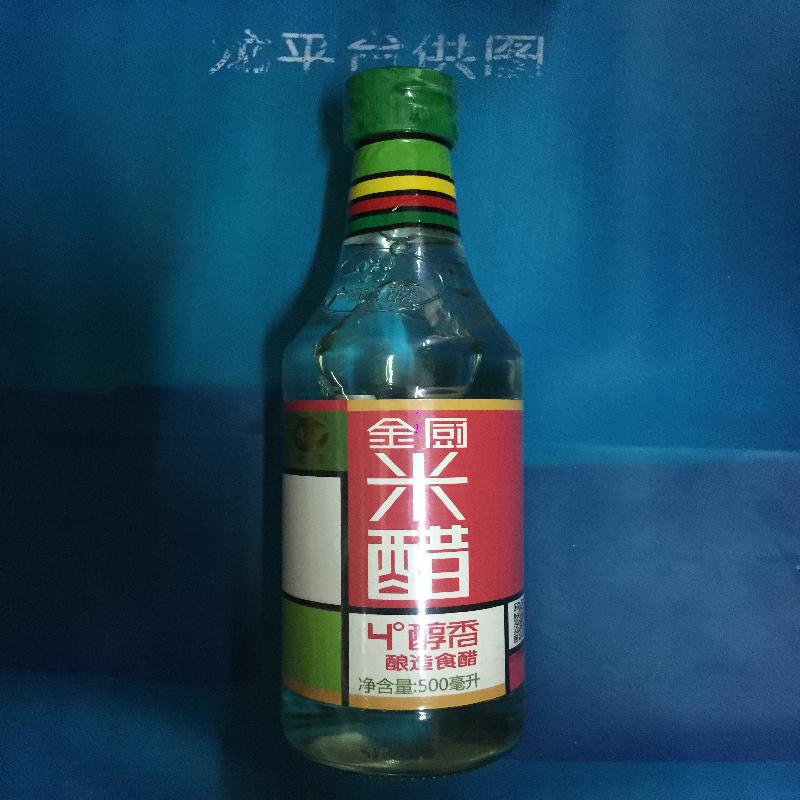 平台供图
金厨
米
醋
4°醇香
酿造食醋
净含量:500毫升